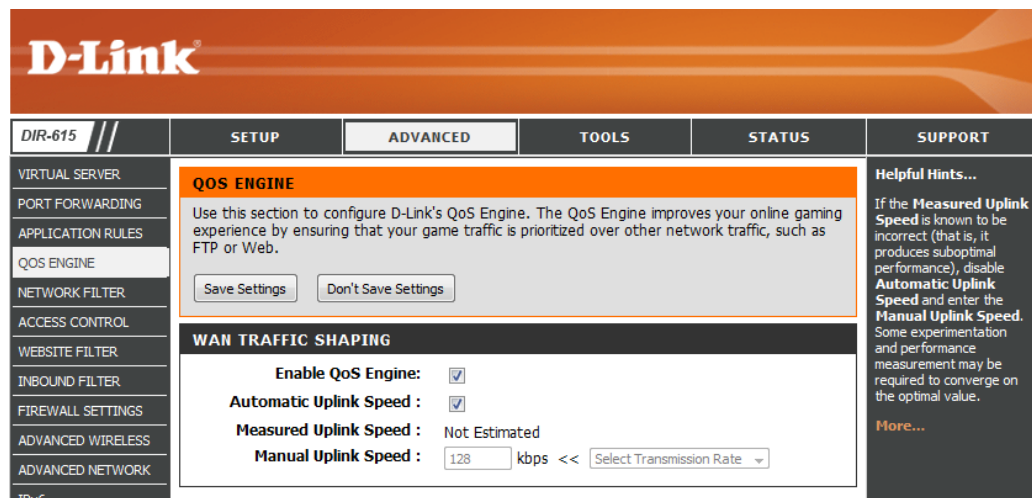 D-Link®
DIR-615
SETUP
ADVANCED
TOOLS
STATUS
SUPPORT
VIRTUAL SERVER
PORT FORWARDING
APPLICATION RULES
QOS ENGINE
NETWORK FILTER
ACCESS CONTROL
WEBSITE FILTER
INBOUND FILTER
FIREWALL SETTINGS
ADVANCED WIRELESS
ADVANCED NETWORK
IPv6
QOS ENGINE
Use this section to configure D-Link's QoS Engine. The QoS Engine improves your online gaming
experience by ensuring that your game traffic is prioritized over other network traffic, such as
FTP or Web.
Save Settings
Don't Save Settings
WAN TRAFFIC SHAPING
Enable QoS Engine:
Automatic Uplink Speed :
Measured Uplink Speed : Not Estimated
Manual Uplink Speed : 128 kbps << Select Transmission Rate
Helpful Hints...
If the Measured Uplink
Speed is known to be
incorrect (that is, it
produces suboptimal
performance), disable
Automatic Uplink
Speed and enter the
Manual Uplink Speed.
Some experimentation
and performance
measurement may be
required to converge on
the optimal value.
More...